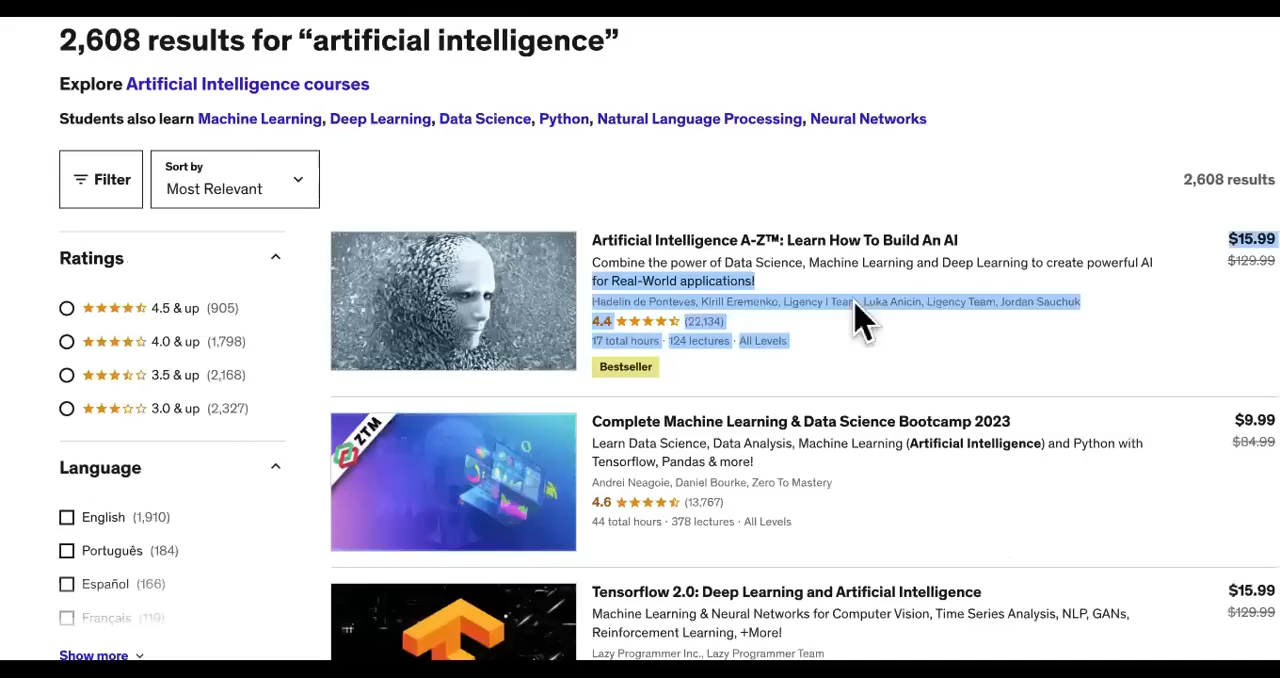 2,608 results for “artificial intelligence”
Explore Artificial Intelligence courses
Students also learn Machine Learning, Deep Learning, Data Science, Python, Natural Language Processing, Neural Networks
Filter
Sort by
Most Relevant
2,608 results
Ratings
4.5 & up (905)
4.0 & up (1,798)
3.5 & up (2,168)
3.0 & up (2,327)
Language
English (1,910)
Português (184)
Español (166)
Français (119)
Show more
Artificial Intelligence A-Z™: Learn How To Build An AI
$15.99
Combine the power of Data Science, Machine Learning and Deep Learning to create powerful AI
$129.99
for Real-World applications!
Hadelin de Ponteves, Kirill Eremenko, Ligency I Team, Luka Anicin, Ligency Team, Jordan Sauchuk
4.4 (22,134)
17 total hours · 124 lectures · All Levels
Bestseller
ZTM
Complete Machine Learning & Data Science Bootcamp 2023
$9.99
Learn Data Science, Data Analysis, Machine Learning (Artificial Intelligence) and Python with
$84.99
Tensorflow, Pandas & more!
Andrei Neagoie, Daniel Bourke, Zero To Mastery
4.6 (13,767)
44 total hours · 378 lectures · All Levels
Tensorflow 2.0: Deep Learning and Artificial Intelligence
$15.99
Machine Learning & Neural Networks for Computer Vision, Time Series Analysis, NLP, GANs,
$129.99
Reinforcement Learning, +More!
Lazy Programmer Inc., Lazy Programmer Team